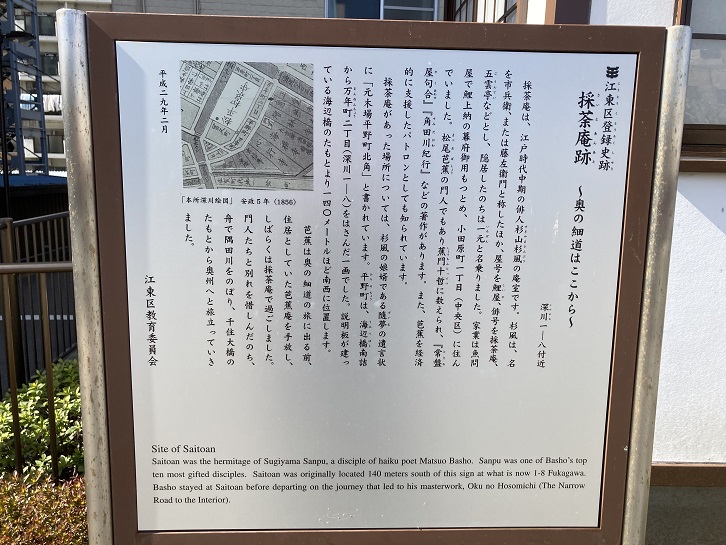 江東区登録史跡
採茶庵跡
さいとあんあと
～奥の細道はここから～
深川一―八付近
採茶庵は、江戸時代中期の俳人杉山杉風の庵室です。杉風は、名
を市兵衛、または藤左衛門と称したほか、屋号を鯉屋、俳号を採茶庵、
五雲亭などとし、隠居したのちは一元と名乗りました。家業は魚問
屋で鯉上納の幕府御用もつとめ、小田原町一丁目（中央区）に住ん
でいました。松尾芭蕉の門人でもあり蕉門十哲に数えられ、『常盤
屋句合』『角田川紀行』などの著作があります。また、芭蕉を経済
的に支援したパトロンとしても知られています。
採茶庵があった場所については、杉風の娘婿である随夢の遺言状
に「元木場平野町北角」と書かれています。平野町は、海辺橋南詰
から万年町二丁目（深川一―八）をはさんだ一画でした。説明板が建っ
ている海辺橋のたもとより一四〇メートルほど南西に位置します。
芭蕉は奥の細道の旅に出る前、
住居としていた芭蕉庵を手放し、
しばらくは採茶庵で過ごしました。
門人たちと別れを惜しんだのち、
舟で隅田川をのぼり、千住大橋の
たもとから奥州へと旅立っていき
ました。
江東区教育委員会
「本所深川絵図」 安政5年（1856）
平成二九年二月
Site of Saitoan
Saitoan was the hermitage of Sugiyama Sanpu, a disciple of haiku poet Matsuo Basho. Sanpu was one of Basho's top
ten most gifted disciples. Saitoan was originally located 140 meters south of this sign at what is now 1-8 Fukagawa.
Basho stayed at Saitoan before departing on the journey that led to his masterwork, Oku no Hosomichi (The Narrow
Road to the Interior).